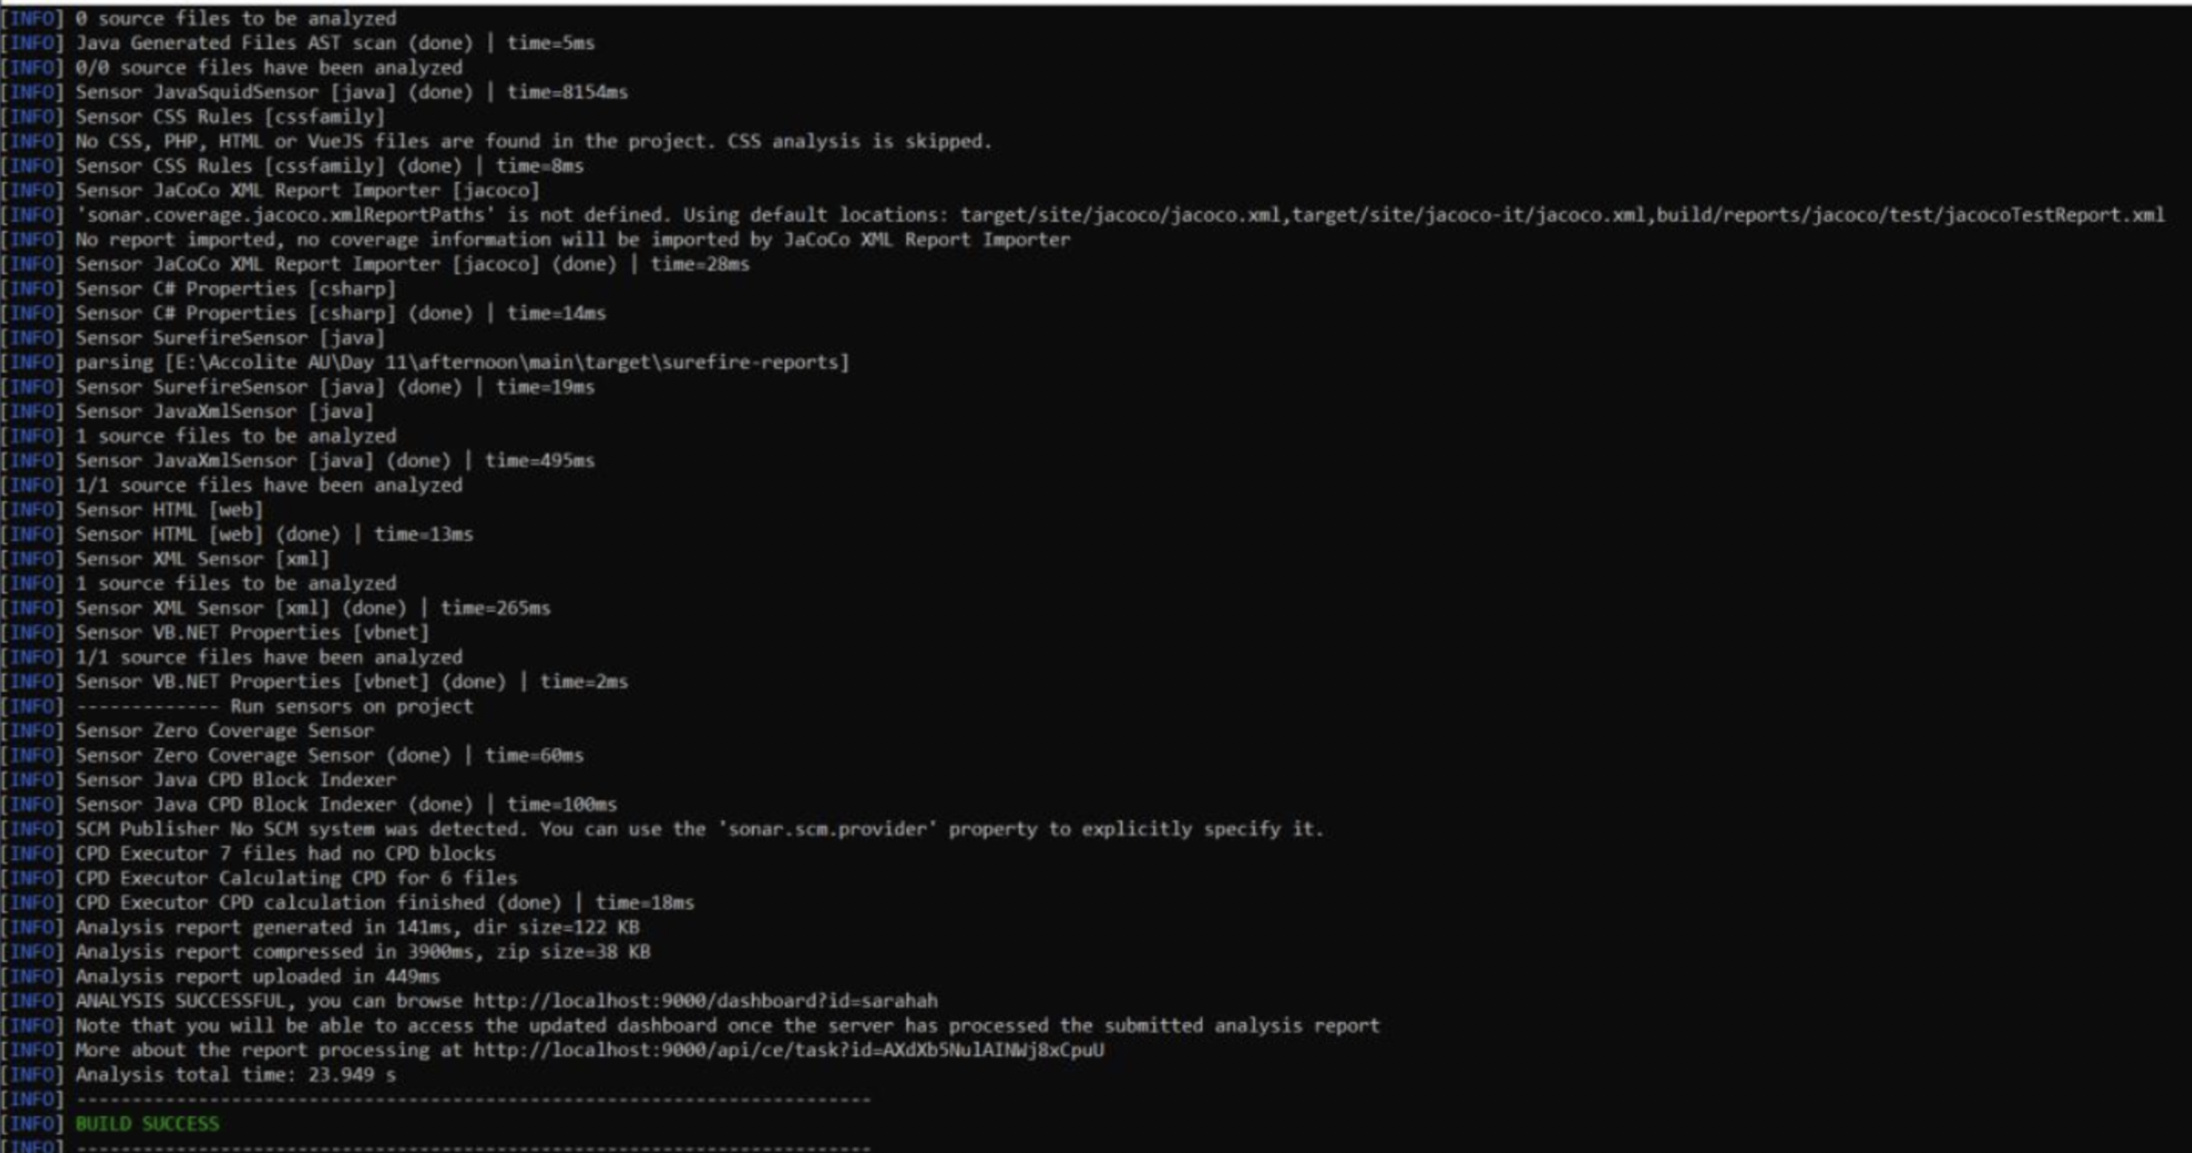 [INFO] 0 source files to be analyzed
[INFO] Java Generated Files AST scan (done) | time=5ms
[INFO] 0/0 source files have been analyzed
[INFO] Sensor JavaSquidSensor [java] (done) | time=8154ms
[INFO] Sensor CSS Rules [cssfamily]
[INFO] No CSS, PHP, HTML or VueJS files are found in the project. CSS analysis is skipped.
[INFO] Sensor CSS Rules [cssfamily] (done) | time=8ms
[INFO] Sensor JaCoCo XML Report Importer [jacoco]
[INFO] 'sonar.coverage.jacoco.xmlReportPaths' is not defined. Using default locations: target/site/jacoco/jacoco.xml,target/site/jacoco-it/jacoco.xml,build/reports/jacoco/test/jacocoTestReport.xml
[INFO] No report imported, no coverage information will be imported by JaCoCo XML Report Importer
[INFO] Sensor JaCoCo XML Report Importer [jacoco] (done) | time=28ms
[INFO] Sensor C# Properties [csharp]
[INFO] Sensor C# Properties [csharp] (done) | time=14ms
[INFO] Sensor SurefireSensor [java]
[INFO] parsing [E:\Accolite AU\Day 11\afternoon\main\target\surefire-reports]
[INFO] Sensor SurefireSensor [java] (done) | time=19ms
[INFO] Sensor JavaXmlSensor [java]
[INFO] 1 source files to be analyzed
[INFO] Sensor JavaXmlSensor [java] (done) | time=495ms
[INFO] 1/1 source files have been analyzed
[INFO] Sensor HTML [web]
[INFO] Sensor HTML [web] (done) | time=13ms
[INFO] Sensor XML Sensor [xml]
[INFO] 1 source files to be analyzed
[INFO] Sensor XML Sensor [xml] (done) | time=265ms
[INFO] Sensor VB.NET Properties [vbnet]
[INFO] 1/1 source files have been analyzed
[INFO] Sensor VB.NET Properties [vbnet] (done) | time=2ms
[INFO] ------------- Run sensors on project
[INFO] Sensor Zero Coverage Sensor
[INFO] Sensor Zero Coverage Sensor (done) | time=60ms
[INFO] Sensor Java CPD Block Indexer
[INFO] Sensor Java CPD Block Indexer (done) | time=100ms
[INFO] SCM Publisher No SCM system was detected. You can use the 'sonar.scm.provider' property to explicitly specify it.
[INFO] CPD Executor 7 files had no CPD blocks
[INFO] CPD Executor Calculating CPD for 6 files
[INFO] CPD Executor CPD calculation finished (done) | time=18ms
[INFO] Analysis report generated in 141ms, dir size=122 KB
[INFO] Analysis report compressed in 3900ms, zip size=38 KB
[INFO] Analysis report uploaded in 449ms
[INFO] ANALYSIS SUCCESSFUL, you can browse http://localhost:9000/dashboard?id=sarahah
[INFO] Note that you will be able to access the updated dashboard once the server has processed the submitted analysis report
[INFO] More about the report processing at http://localhost:9000/api/ce/task?id=AXdXb5NulAINWj8xCpuU
[INFO] Analysis total time: 23.949 s
[INFO] ------------------------------------------------------------------------
[INFO] BUILD SUCCESS
[INFO] ------------------------------------------------------------------------